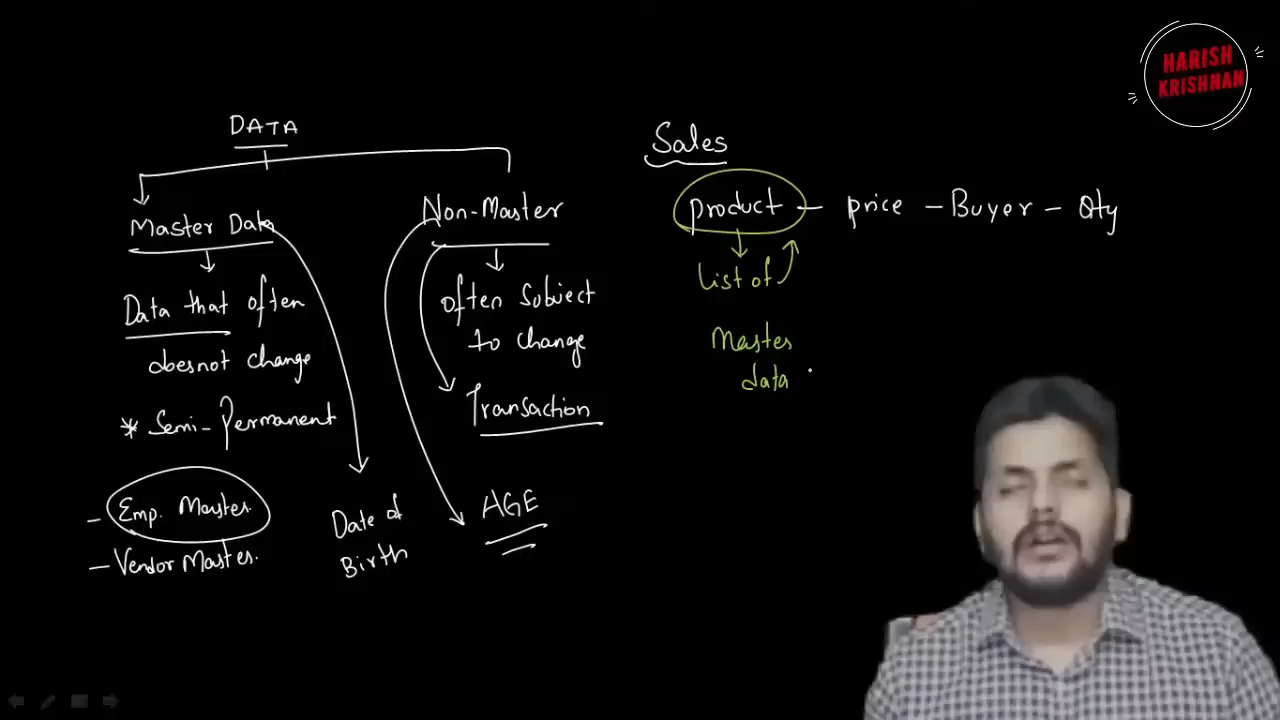 HARISH
KRISHNAN
DATA
Master Data
Data that often
doesnot change
* Semi-Permanent
- Emp. Master.
- Vendor Master.
Date of
Birth
Non-Master
often subject
to change
Transaction
AGE
Sales
product - price - Buyer - Qty
List of
Master
data